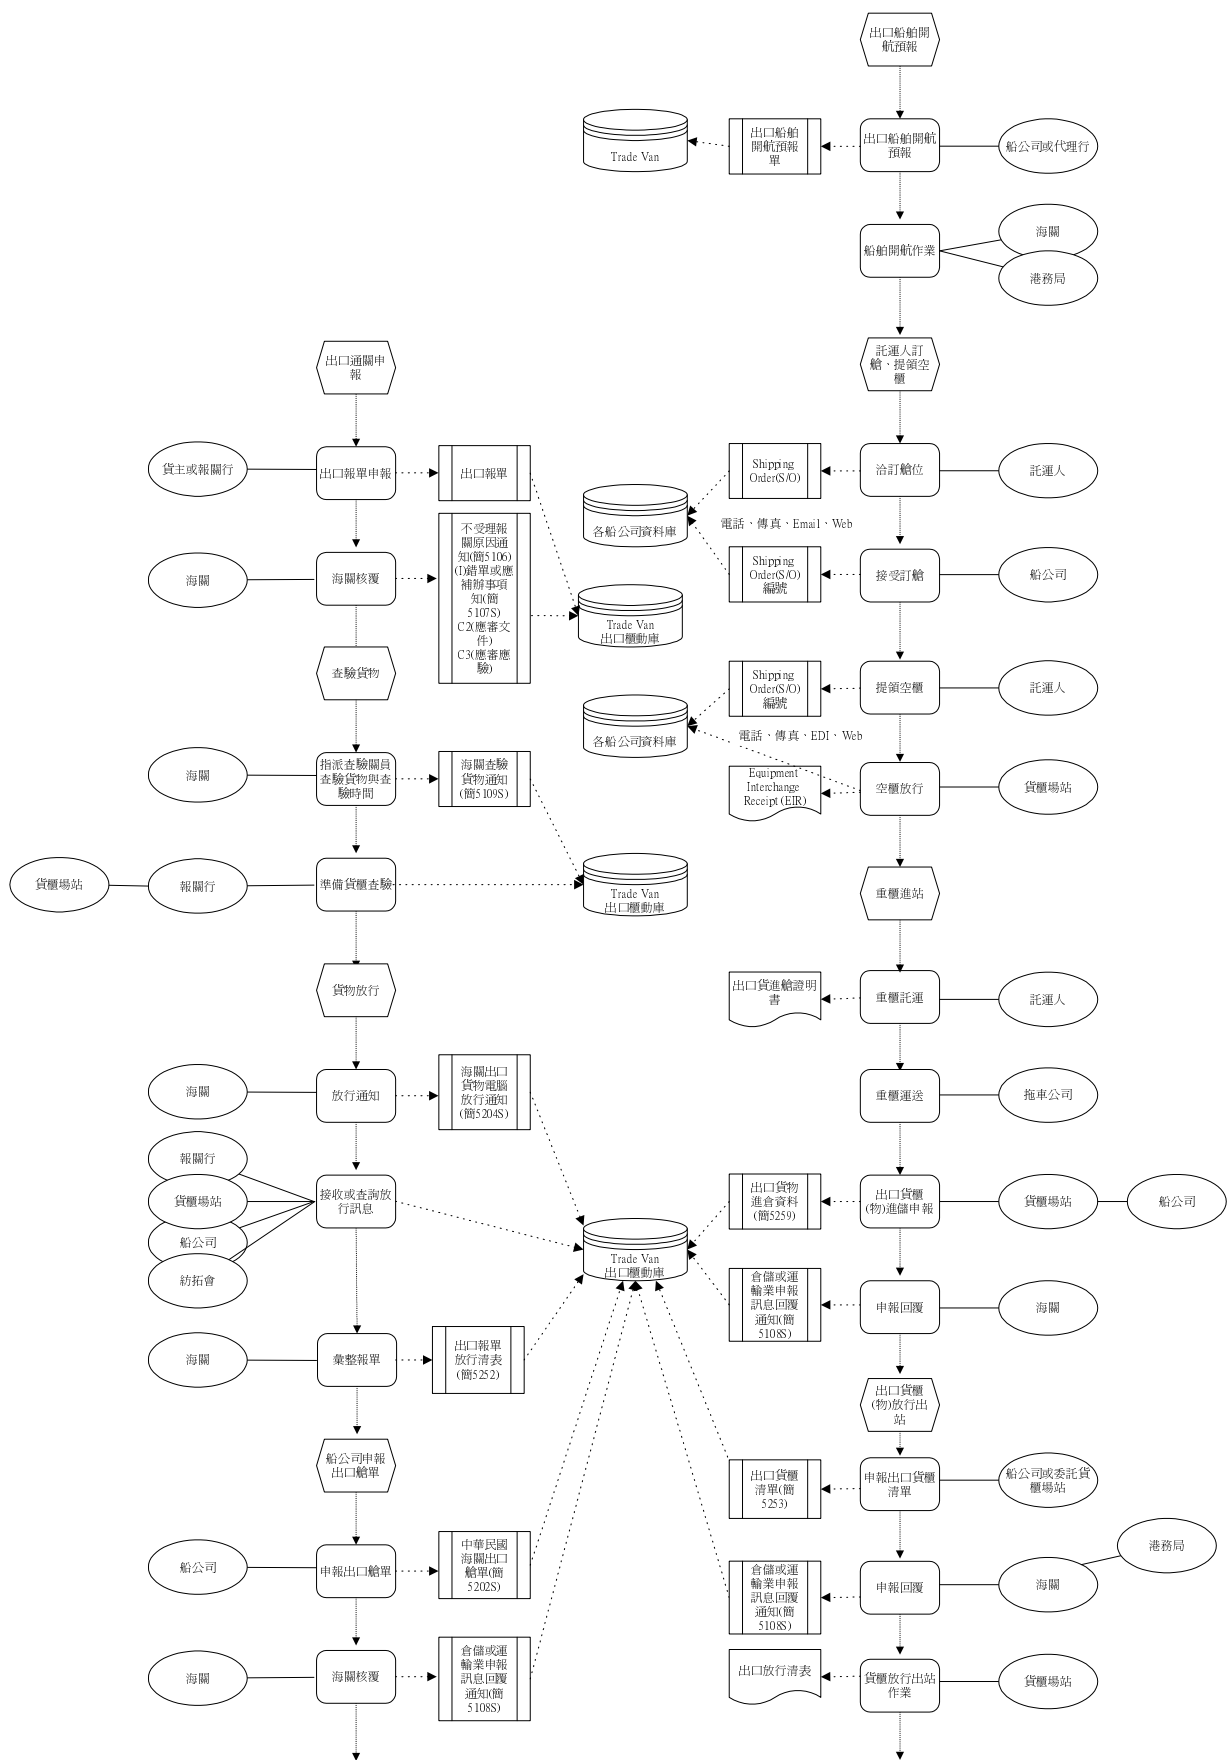 出口船舶開
航預報
Trade Van
出口船舶
開航預報
單
出口船舶開航
預報
船公司或代理行
船舶開航作業
海關
港務局
出口通關申
報
託運人訂
艙、提領空
櫃
貨主或報關行
出口報單申報
出口報單
各船公司資料庫
Shipping
Order(S/O)
洽訂艙位
託運人
電話、傳真、Email、Web
海關
海關核覆
不受理報
關原因通
知(簡5106)
(I)錯單或應
補辦事項
知(簡
5107S)
C2(應審文
件)
C3(應審應
驗)
Trade Van
出口櫃動庫
Shipping
Order(S/O)
編號
接受訂艙
船公司
查驗貨物
各船公司資料庫
Shipping
Order(S/O)
編號
提領空櫃
託運人
電話、傳真、EDI、Web
海關
指派查驗關員
查驗貨物與查
驗時間
海關查驗
貨物通知
(簡5109S)
Equipment
Interchange
Receipt (EIR)
空櫃放行
貨櫃場站
貨櫃場站
報關行
準備貨櫃查驗
Trade Van
出口櫃動庫
重櫃進站
貨物放行
出口貨進艙證明
書
重櫃託運
託運人
海關
放行通知
海關出口
貨物電腦
放行通知
(簡5204S)
重櫃運送
拖車公司
報關行
貨櫃場站
船公司
紡拓會
接收或查詢放
行訊息
Trade Van
出口櫃動庫
出口貨物
進倉資料
(簡5259)
出口貨櫃
(物)進儲申報
貨櫃場站
船公司
倉儲或運
輸業申報
訊息回覆
通知(簡
5108S)
申報回覆
海關
海關
彙整報單
出口報單
放行清表
(簡5252)
出口貨櫃
(物)放行出
站
船公司申報
出口艙單
出口貨櫃
清單(簡
5253)
申報出口貨櫃
清單
船公司或委託貨
櫃場站
船公司
申報出口艙單
中華民國
海關出口
艙單(簡
5202S)
倉儲或運
輸業申報
訊息回覆
通知(簡
5108S)
申報回覆
海關
港務局
海關
海關核覆
倉儲或運
輸業申報
訊息回覆
通知(簡
5108S)
出口放行清表
貨櫃放行出站
作業
貨櫃場站